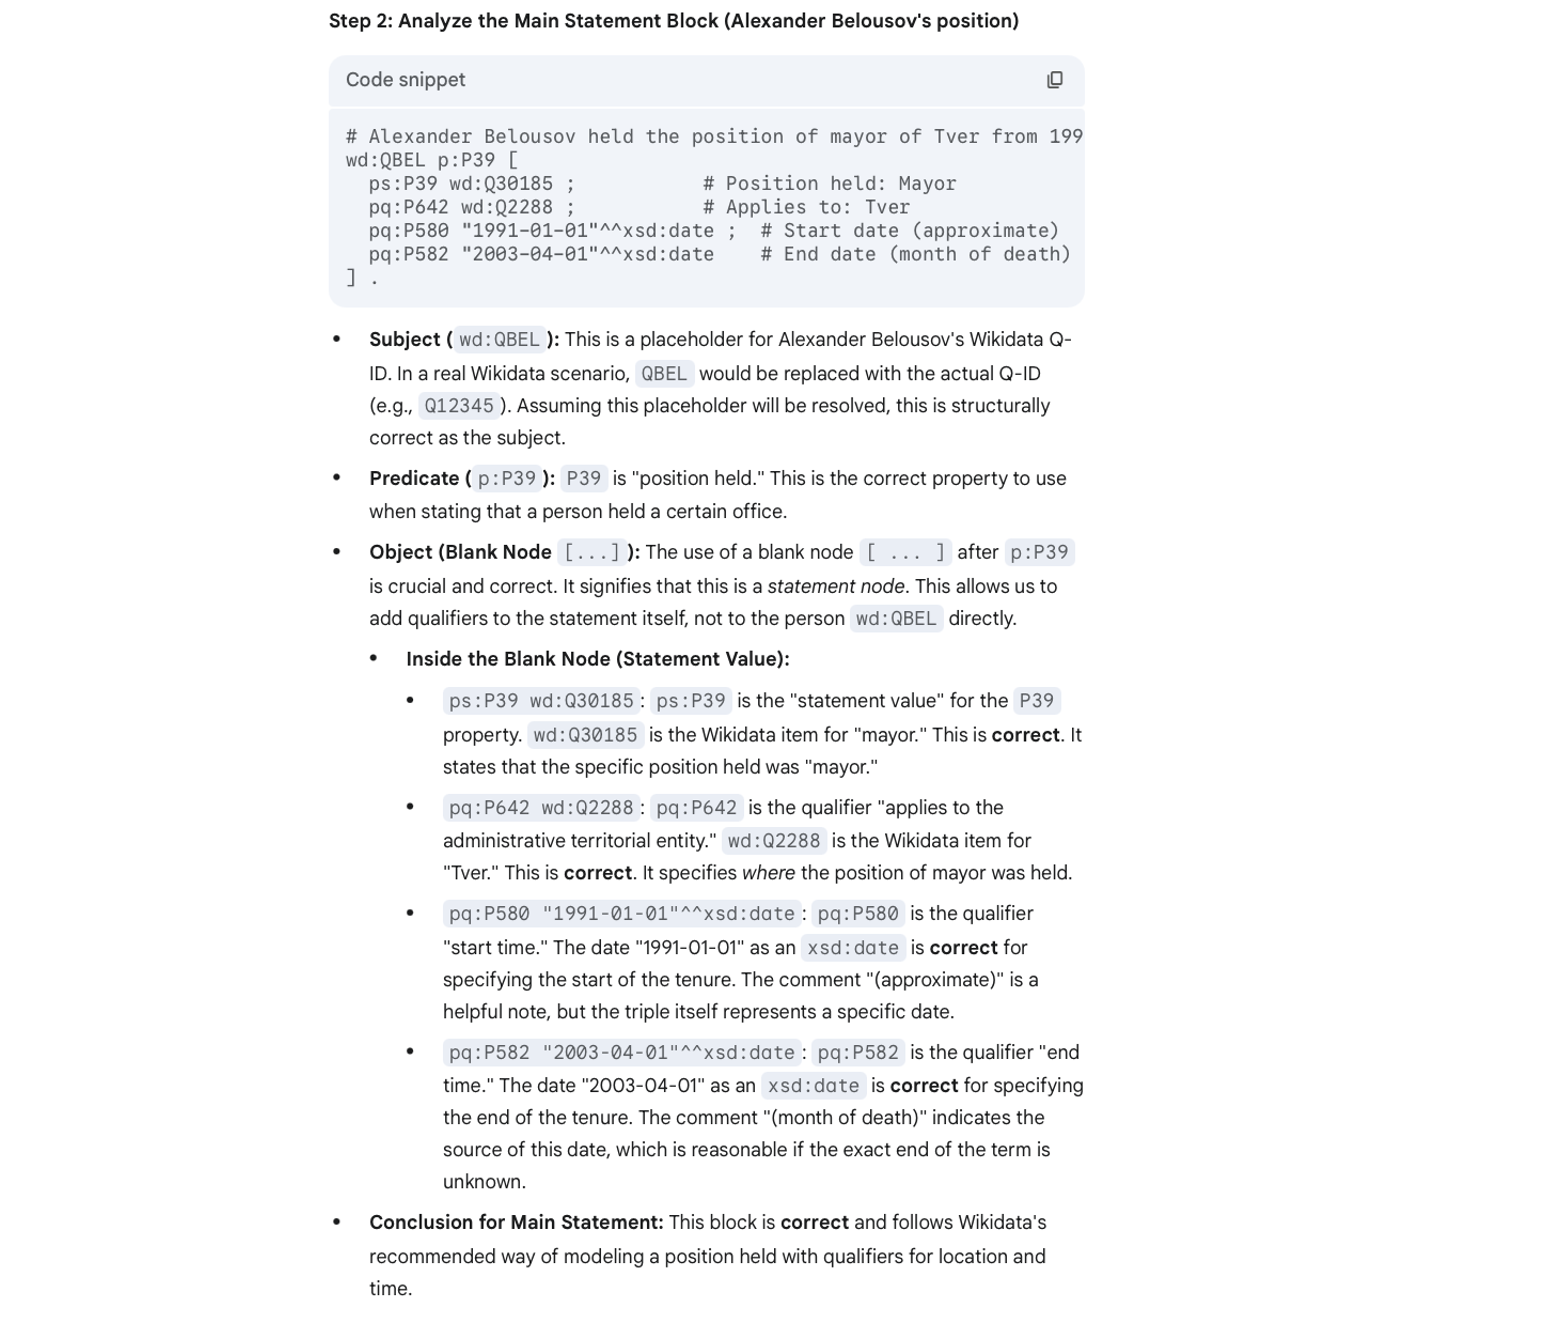 Step 2: Analyze the Main Statement Block (Alexander Belousov's position)
Code snippet
# Alexander Belousov held the position of mayor of Tver from 199
wd:QBEL p:P39 [
  ps:P39 wd:Q30185 ;           # Position held: Mayor
  pq:P642 wd:Q2288 ;           # Applies to: Tver
  pq:P580 "1991-01-01"^^xsd:date ;  # Start date (approximate)
  pq:P582 "2003-04-01"^^xsd:date    # End date (month of death)
] .
• Subject (wd:QBEL): This is a placeholder for Alexander Belousov's Wikidata Q-
ID. In a real Wikidata scenario, QBEL would be replaced with the actual Q-ID
(e.g., Q12345). Assuming this placeholder will be resolved, this is structurally
correct as the subject.
• Predicate (p:P39): P39 is "position held." This is the correct property to use
when stating that a person held a certain office.
• Object (Blank Node [...]): The use of a blank node [ ... ] after p:P39
is crucial and correct. It signifies that this is a statement node. This allows us to
add qualifiers to the statement itself, not to the person wd:QBEL directly.
• Inside the Blank Node (Statement Value):
• ps:P39 wd:Q30185: ps:P39 is the "statement value" for the P39
property. wd:Q30185 is the Wikidata item for "mayor." This is correct. It
states that the specific position held was "mayor."
• pq:P642 wd:Q2288: pq:P642 is the qualifier "applies to the
administrative territorial entity." wd:Q2288 is the Wikidata item for
"Tver." This is correct. It specifies where the position of mayor was held.
• pq:P580 "1991-01-01"^^xsd:date: pq:P580 is the qualifier
"start time." The date "1991-01-01" as an xsd:date is correct for
specifying the start of the tenure. The comment "(approximate)" is a
helpful note, but the triple itself represents a specific date.
• pq:P582 "2003-04-01"^^xsd:date: pq:P582 is the qualifier "end
time." The date "2003-04-01" as an xsd:date is correct for specifying
the end of the tenure. The comment "(month of death)" indicates the
source of this date, which is reasonable if the exact end of the term is
unknown.
• Conclusion for Main Statement: This block is correct and follows Wikidata's
recommended way of modeling a position held with qualifiers for location and
time.